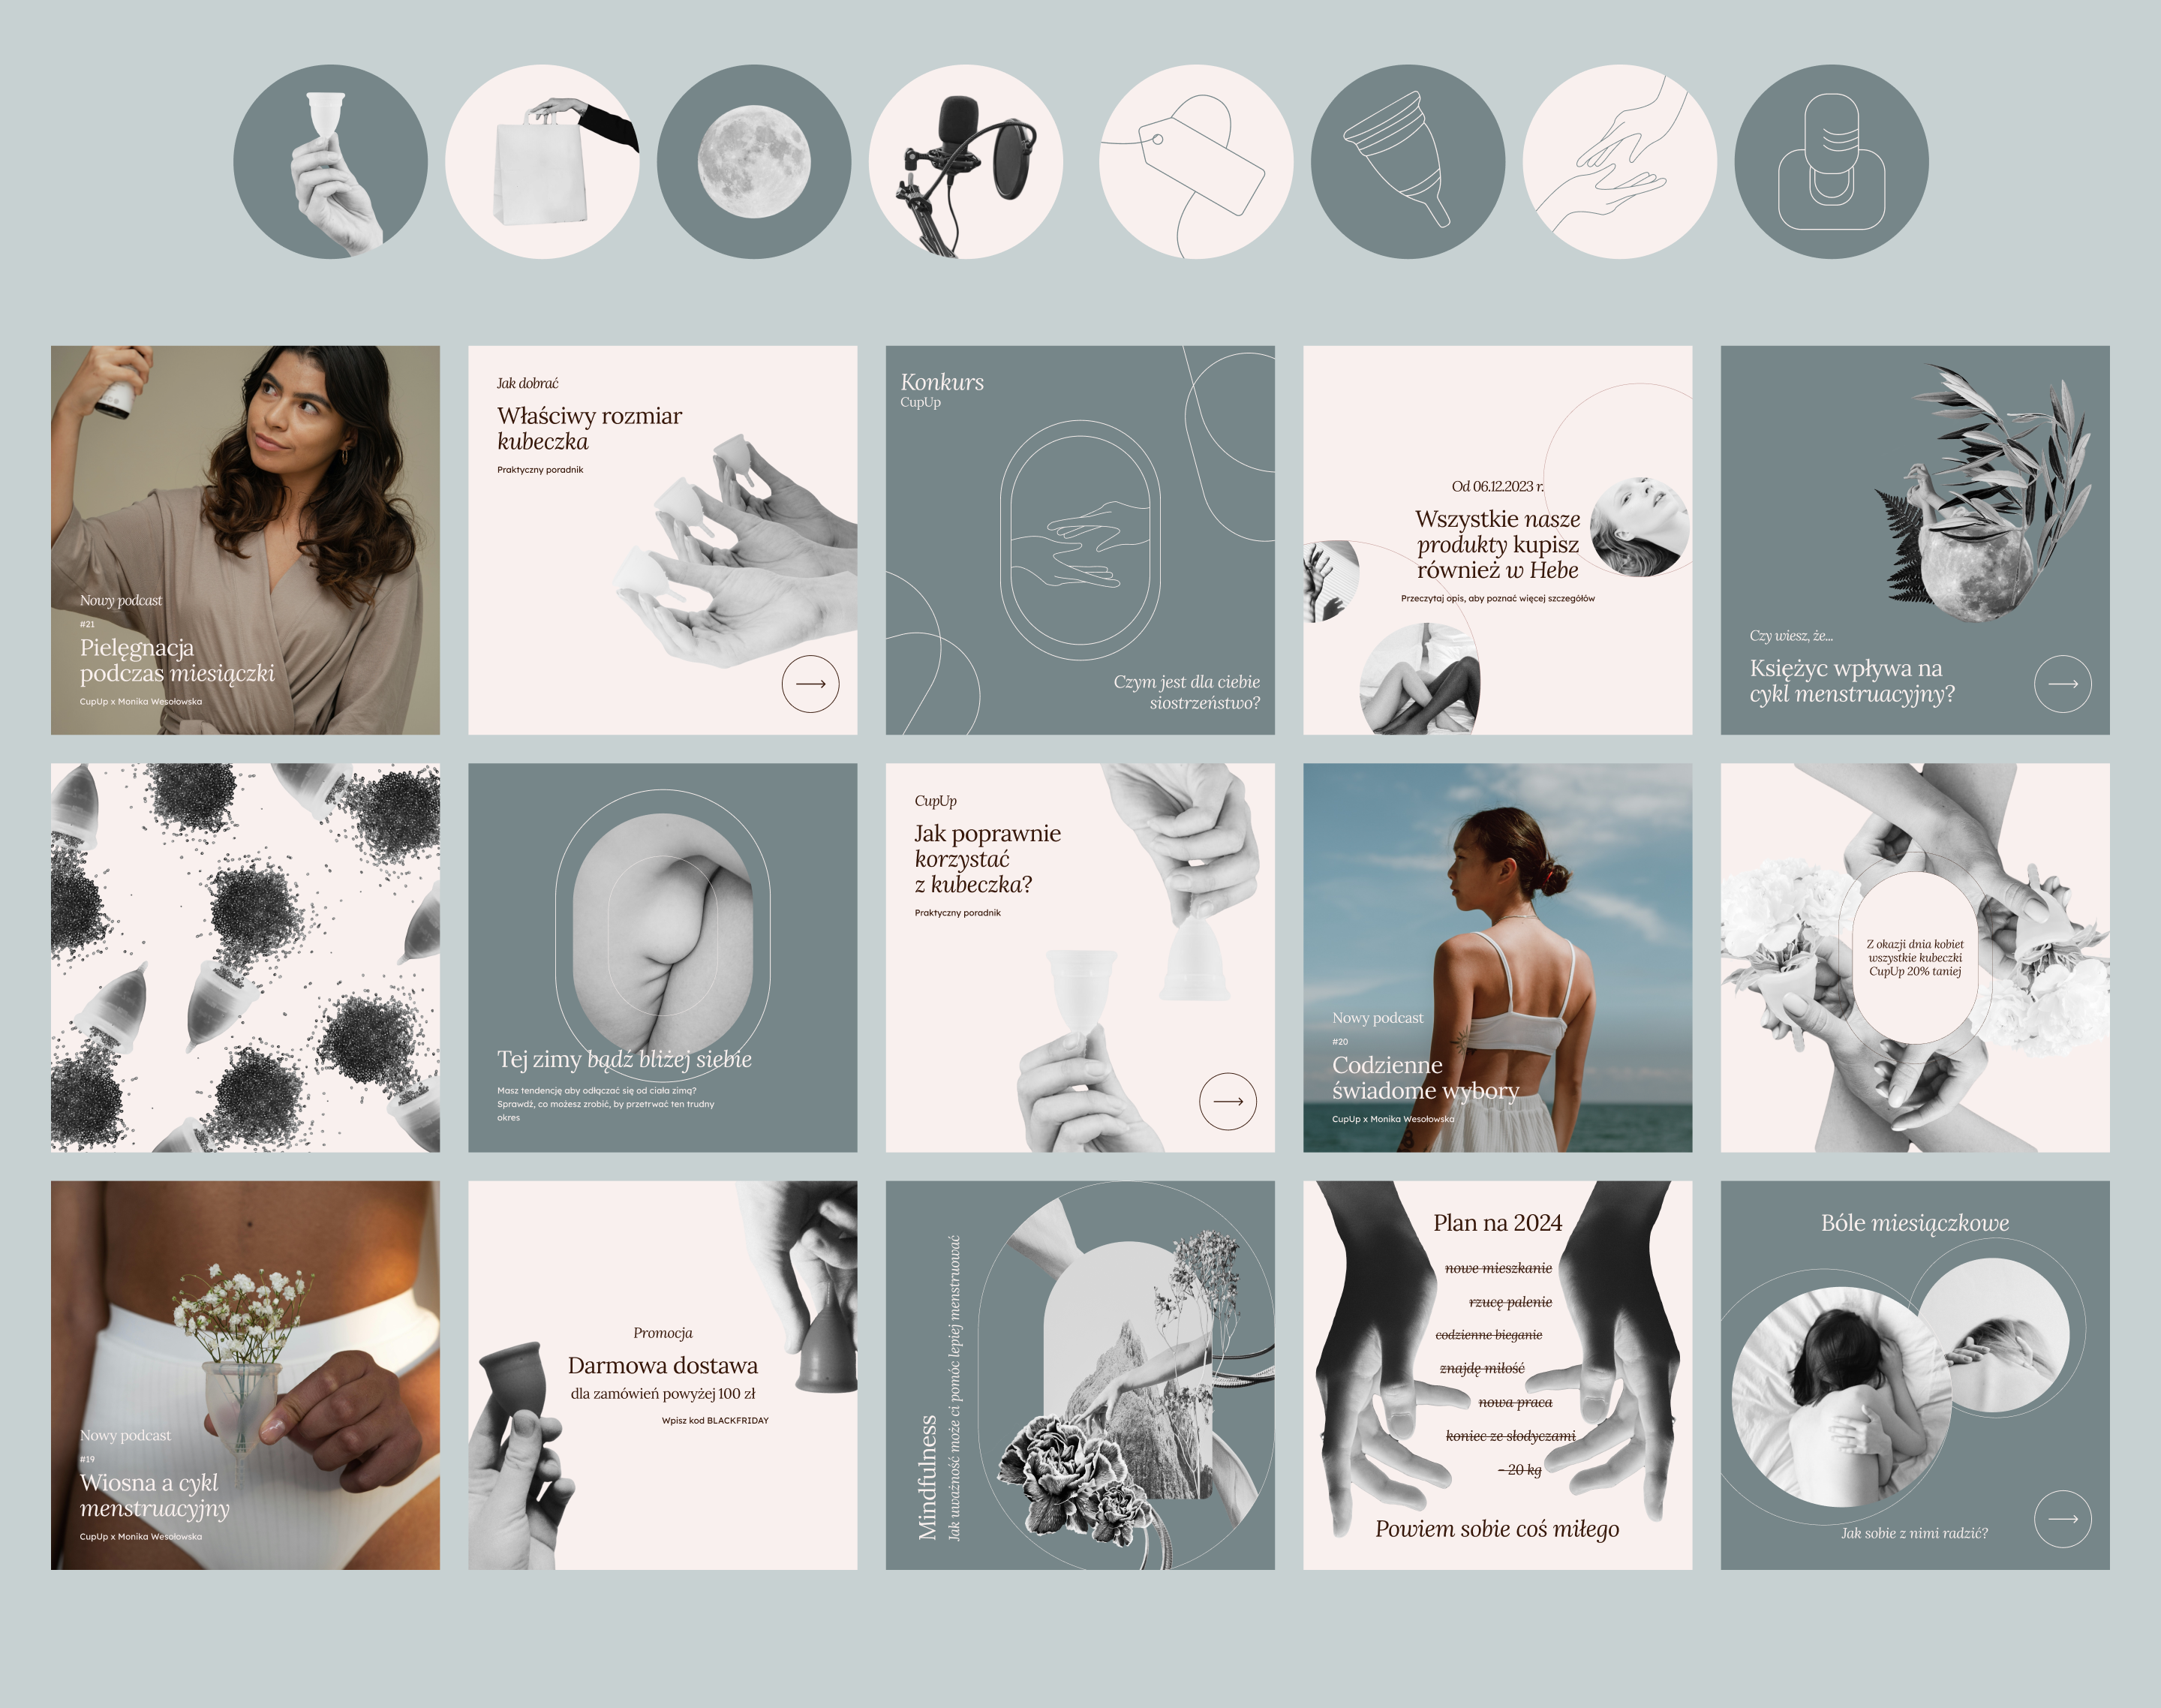 Nowy podcast
#21
Pielęgnacja
podczas miesiączki
CupUp x Monika Wesołowska
Jak dobrać
Właściwy rozmiar
kubeczka
Praktyczny poradnik
Konkurs
CupUp
Czym jest dla ciebie
siostrzeństwo?
Od 06.12.2023 r.
Wszystkie nasze
produkty kupisz
również w Hebe
Przeczytaj opis, aby poznać więcej szczegółów
Czy wiesz, że...
Księżyc wpływa na
cykl menstruacyjny?
Tej zimy bądź bliżej siebie
Masz tendencję aby odłączać się od ciała zimą?
Sprawdź, co możesz zrobić, by przetrwać ten trudny
okres
CupUp
Jak poprawnie
korzystać
z kubeczka?
Praktyczny poradnik
Nowy podcast
#20
Codzienne
świadome wybory
CupUp x Monika Wesołowska
Z okazji dnia kobiet
wszystkie kubeczki
CupUp 20% taniej
Nowy podcast
#19
Wiosna a cykl
menstruacyjny
CupUp x Monika Wesołowska
Promocja
Darmowa dostawa
dla zamówień powyżej 100 zł
Wpisz kod BLACKFRIDAY
Mindfulness
Jak uważność może ci pomóc lepiej menstruować
Plan na 2024
nowe mieszkanie
rzucę palenie
codzienne bieganie
znajdę miłość
nowa praca
koniec ze słodyczami
- 20 kg
Powiem sobie coś miłego
Bóle miesiączkowe
Jak sobie z nimi radzić?